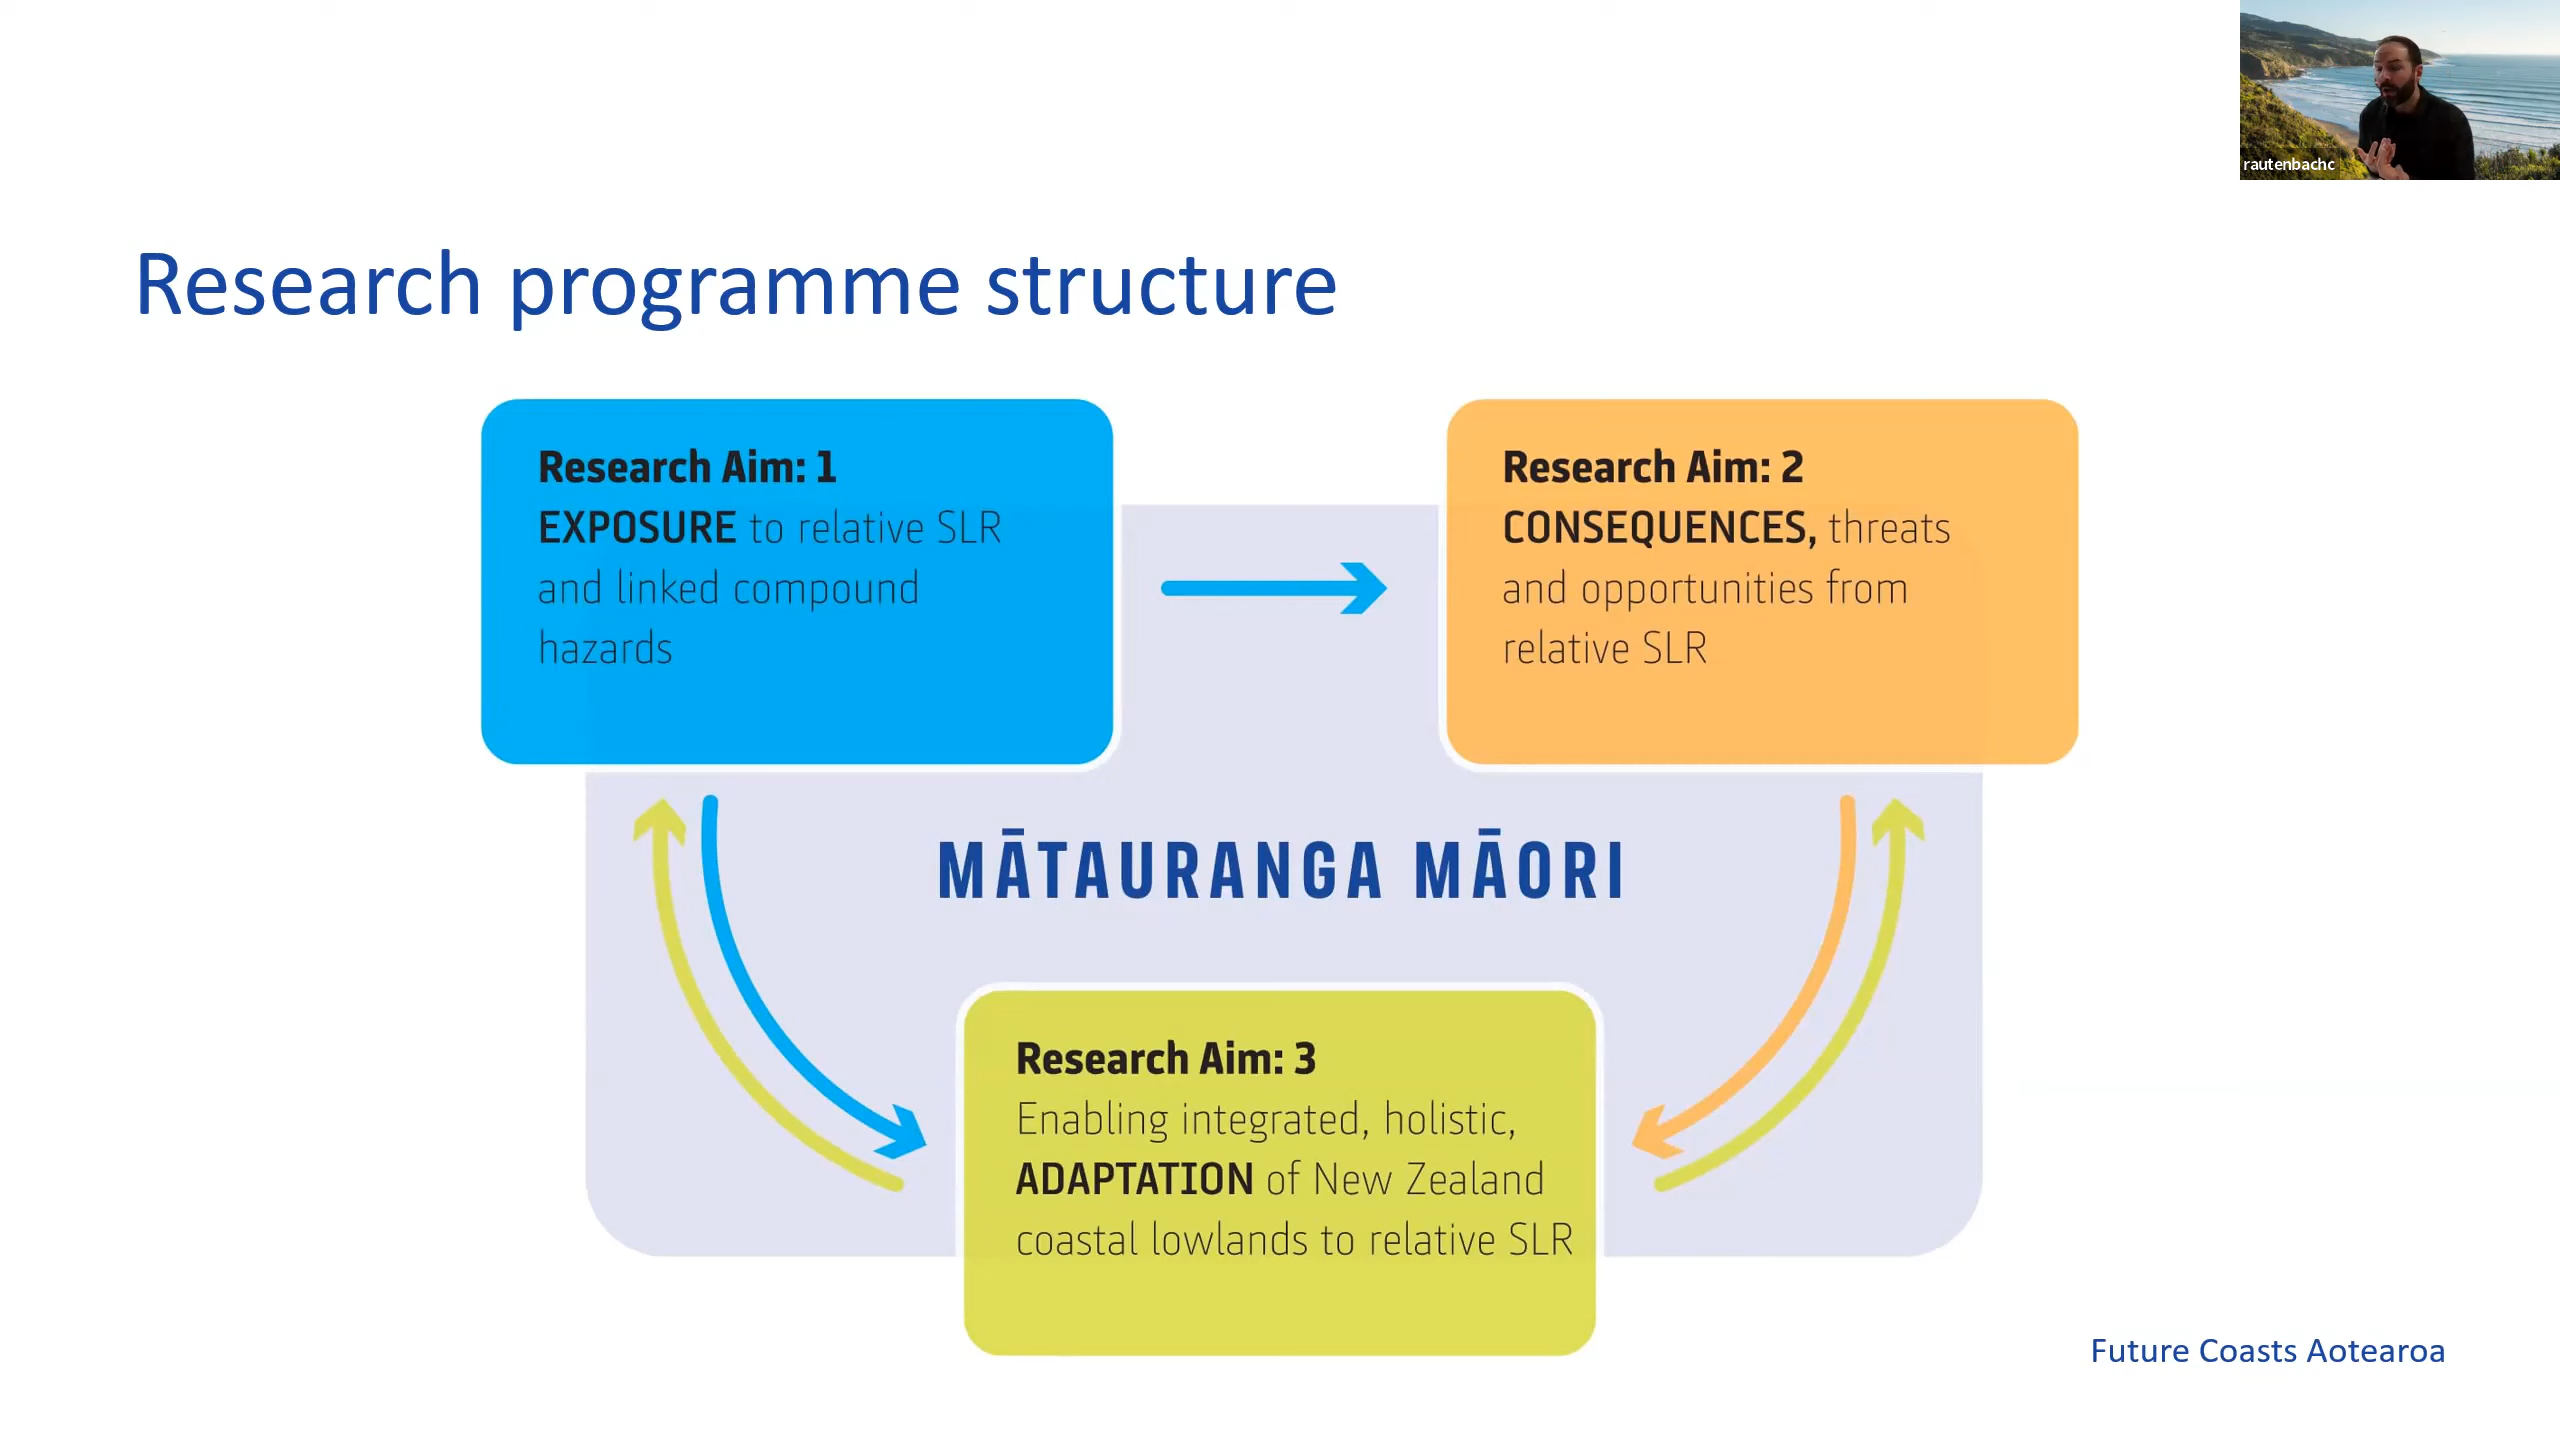 rautenbachc
Research programme structure
Research Aim: 1
EXPOSURE to relative SLR
and linked compound
hazards
Research Aim: 2
CONSEQUENCES, threats
and opportunities from
relative SLR
MĀTAURANGA MĀORI
Research Aim: 3
Enabling integrated, holistic,
ADAPTATION of New Zealand
coastal lowlands to relative SLR
Future Coasts Aotearoa